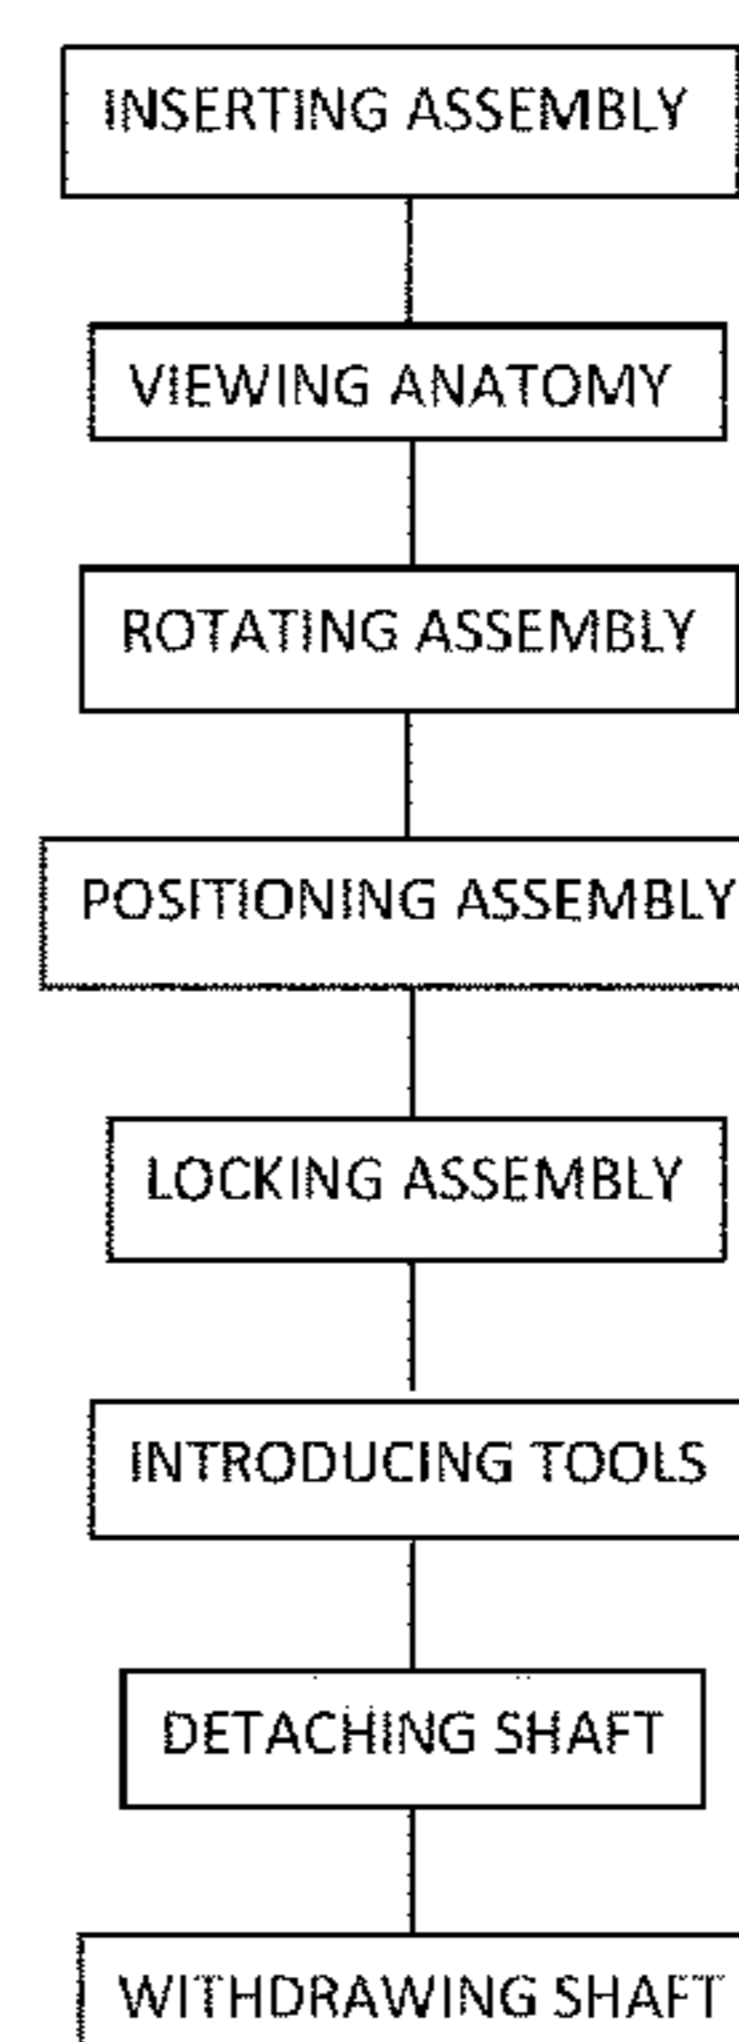 INSERTING ASSEMBLY
VIEWING ANATOMY
ROTATING ASSEMBLY
POSITIONING ASSEMBLY
LOCKING ASSEMBLY
INTRODUCING TOOLS
DETACHING SHAFT
WITHDRAWING SHAFT